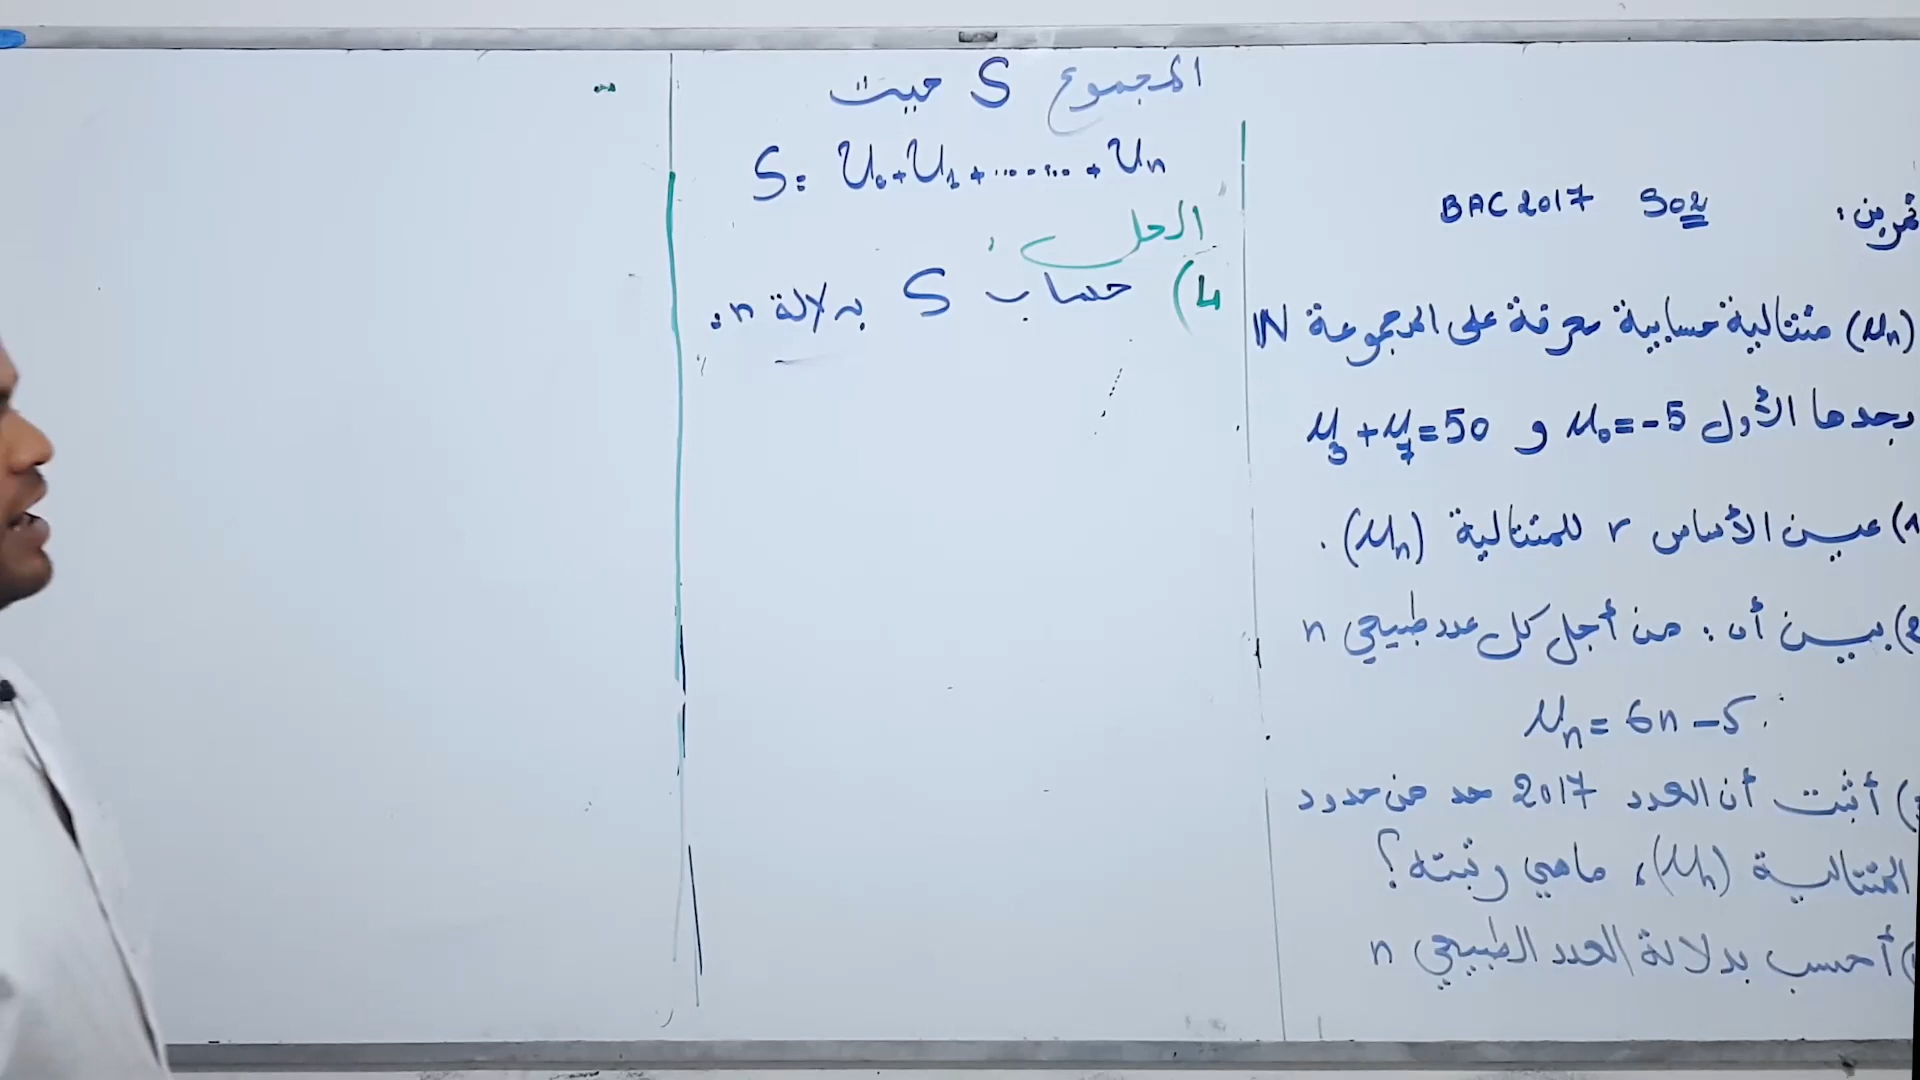 تمرين: BAC 2017 S02
(Un) متتالية حسابية معرفة على المجموعة IN
وحدها الأول U₀ = -5 و U₃ + U₇ = 50
1) عين الأساس r للمتتالية (Un).
2) بين أن: من أجل كل عدد طبيعي n
Un = 6n - 5.
3) أثبت أن العدد 2017 حد من حدود
المتتالية (Un)، ماهي رتبته؟
) أحسب بدلالة العدد الطبيعي n
المجموع S حيث
S = U₀ + U₁ + ........ + Un
الحل:
4) حساب S بدلالة n.